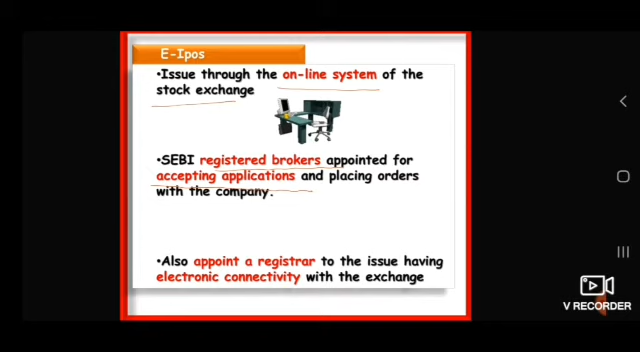 E-Ipos
•Issue through the on-line system of the
stock exchange
•SEBI registered brokers appointed for
accepting applications and placing orders
with the company.
•Also appoint a registrar to the issue having
electronic connectivity with the exchange
V RECORDER